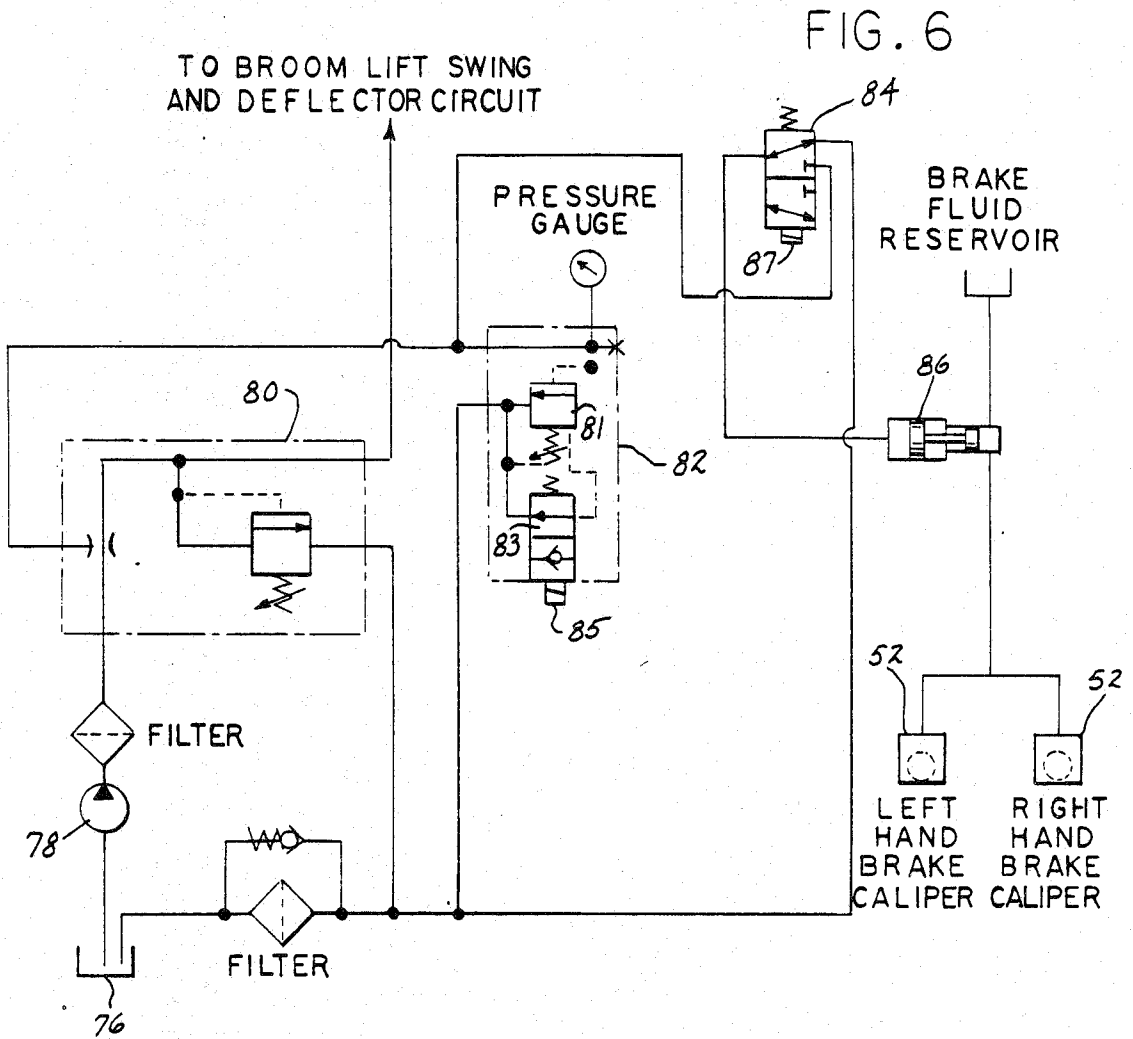 FIG. 6
TO BROOM LIFT SWING
AND DEFLECTOR CIRCUIT
84
PRESSURE
GAUGE
BRAKE
FLUID
RESERVOIR
87
86
80
81
82
83
85
52
52
FILTER
78
LEFT
HAND
BRAKE
CALIPER
RIGHT
HAND
BRAKE
CALIPER
FILTER
76